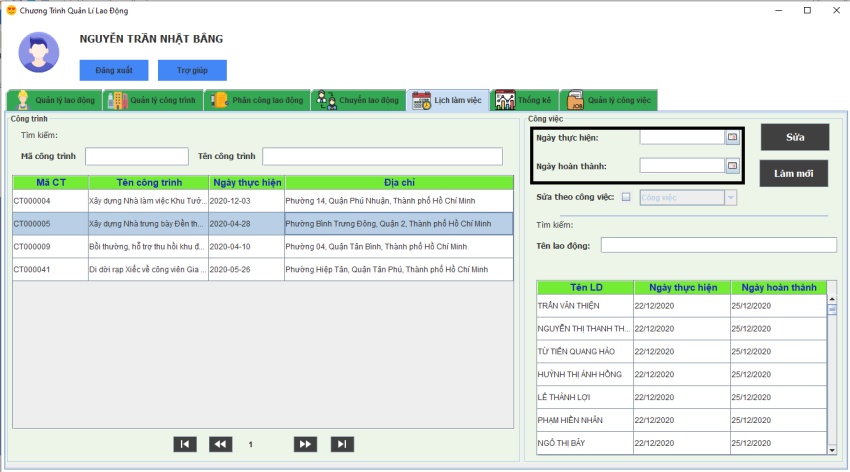 Chương Trình Quản Lí Lao Động
NGUYỄN TRẦN NHẬT BĂNG
Đăng xuất Trợ giúp
Quản lý lao động Quản lý công trình Phân công lao động Chuyển lao động Lịch làm việc Thống kê Quản lý công việc
Công trình
Tìm kiếm:
Mã công trình Tên công trình
Mã CT Tên công trình Ngày thực hiện Địa chỉ
CT000004 Xây dựng Nhà làm việc Khu Tưở... 2020-12-03 Phường 14, Quận Phú Nhuận, Thành phố Hồ Chí Minh
CT000005 Xây dựng Nhà trưng bày Đền th... 2020-04-28 Phường Bình Trưng Đông, Quận 2, Thành phố Hồ Chí Minh
CT000009 Bồi thường, hỗ trợ thu hồi khu đ... 2020-04-10 Phường 04, Quận Tân Bình, Thành phố Hồ Chí Minh
CT000041 Di dời rạp Xiếc về công viên Gia ... 2020-05-26 Phường Hiệp Tân, Quận Tân Phú, Thành phố Hồ Chí Minh
1
Công việc
Ngày thực hiện: Sửa
Ngày hoàn thành: Làm mới
Sửa theo công việc: Công việc
Tìm kiếm:
Tên lao động:
Tên LD Ngày thực hiện Ngày hoàn thành
TRẦN VĂN THIỆN 22/12/2020 25/12/2020
NGUYỄN THỊ THANH TH... 22/12/2020 25/12/2020
TỪ TIẾN QUANG HÀO 22/12/2020 25/12/2020
HUỲNH THỊ ÁNH HỒNG 22/12/2020 25/12/2020
LÊ THÀNH LỢI 22/12/2020 25/12/2020
PHẠM HIỀN NHÂN 22/12/2020 25/12/2020
NGÔ THỊ BẢY 22/12/2020 25/12/2020